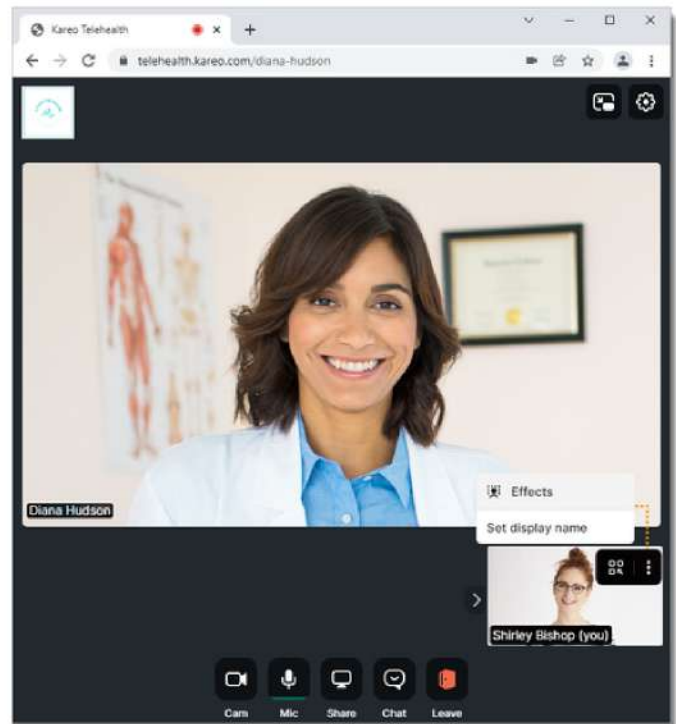 Kareo Telehealth
telehealth.kareo.com/diana-hudson
Diana Hudson
Effects
Set display name
Shirley Bishop (you)
Cam Mic Share Chat Leave